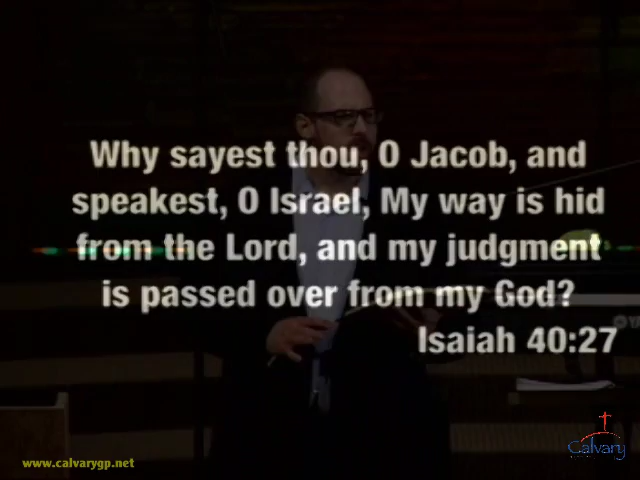 Why sayest thou, O Jacob, and
speakest, O Israel, My way is hid
from the Lord, and my judgment
is passed over from my God?
Isaiah 40:27
www.calvarygp.net
Calvary